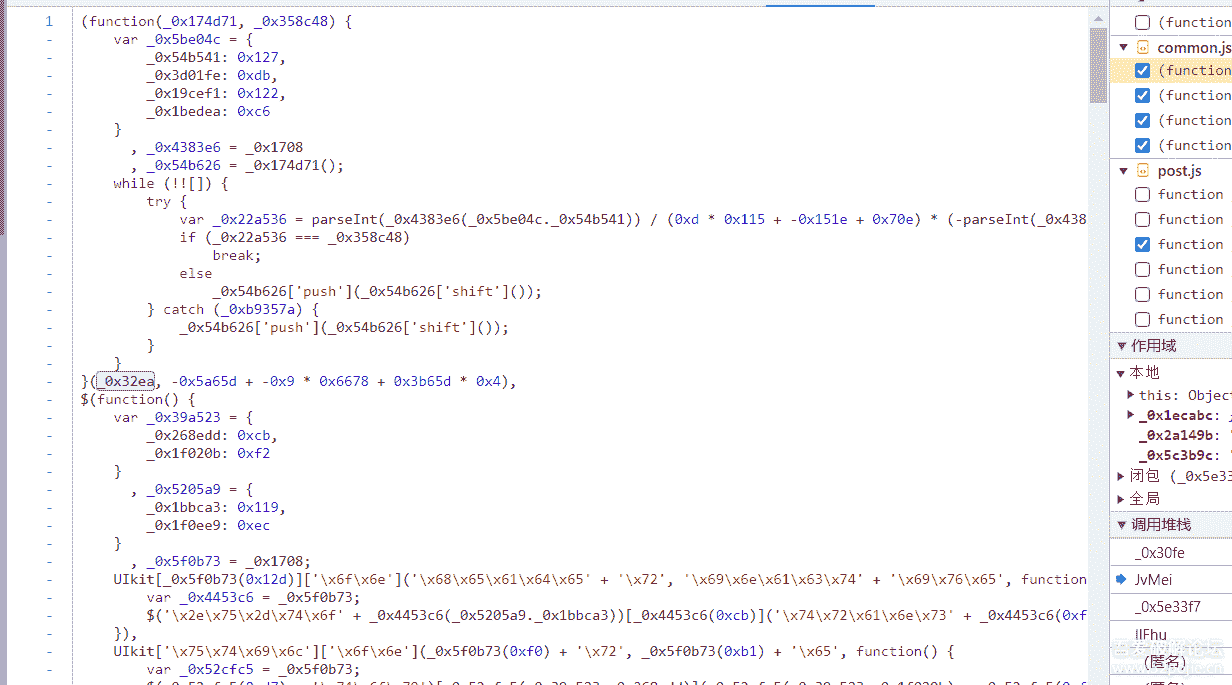 1 (function(_0x174d71, _0x358c48) {
- var _0x5be04c = {
- _0x54b541: 0x127,
- _0x3d01fe: 0xdb,
- _0x19cef1: 0x122,
- _0x1bedea: 0xc6
- }
- , _0x4383e6 = _0x1708
- , _0x54b626 = _0x174d71();
- while (!![]) {
- try {
- var _0x22a536 = parseInt(_0x4383e6(_0x5be04c._0x54b541)) / (0xd * 0x115 + -0x151e + 0x70e) * (-parseInt(_0x438
- if (_0x22a536 === _0x358c48)
- break;
- else
- _0x54b626['push'](_0x54b626['shift']());
- } catch (_0xb9357a) {
- _0x54b626['push'](_0x54b626['shift']());
- }
- }
- }(_0x32ea, -0x5a65d + -0x9 * 0x6678 + 0x3b65d * 0x4),
- $(function() {
- var _0x39a523 = {
- _0x268edd: 0xcb,
- _0x1f020b: 0xf2
- }
- , _0x5205a9 = {
- _0x1bbca3: 0x119,
- _0x1f0ee9: 0xec
- }
- , _0x5f0b73 = _0x1708;
- UIkit[_0x5f0b73(0x12d)]['\x6f\x6e']('\x68\x65\x61\x64\x65' + '\x72', '\x69\x6e\x61\x63\x74' + '\x69\x76\x65', function
- var _0x4453c6 = _0x5f0b73;
- $('\x2e\x75\x2d\x74\x6f' + _0x4453c6(_0x5205a9._0x1bbca3))[_0x4453c6(0xcb)]('\x74\x72\x61\x6e\x73' + _0x4453c6(0xf
- }),
- UIkit['\x75\x74\x69\x6c']['\x6f\x6e'](_0x5f0b73(0xf0) + '\x72', _0x5f0b73(0xb1) + '\x65', function() {
- var _0x52cfc5 = _0x5f0b73;
(function
common.js
(function
(function
(function
(function
post.js
function
function
function
function
function
function
作用域
本地
this: Objec
_0x1ecabc:
_0x2a149b:
_0x5c3b9c:
闭包 (_0x5e33
全局
调用堆栈
_0x30fe
JvMei
_0x5e33f7
IlFhu
(匿名)